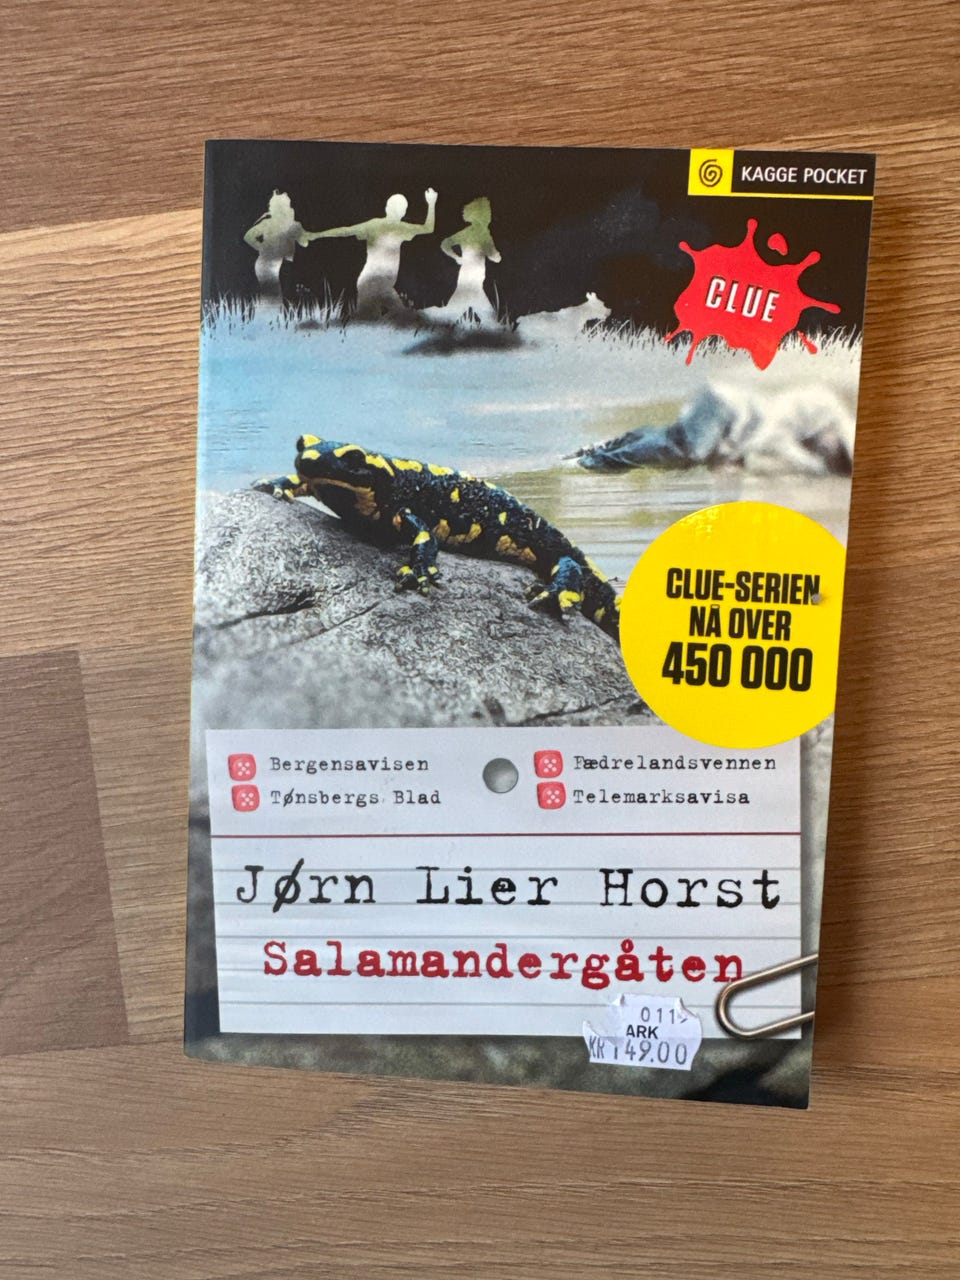 KAGGE POCKET
CLUE
CLUE-SERIEN
NÅ OVER
450 000
Bergensavisen
Fædrelandsvennen
Tønsbergs Blad
Telemarksavisa
Jørn Lier Horst
Salamandergåten
ARK
KR 149.00